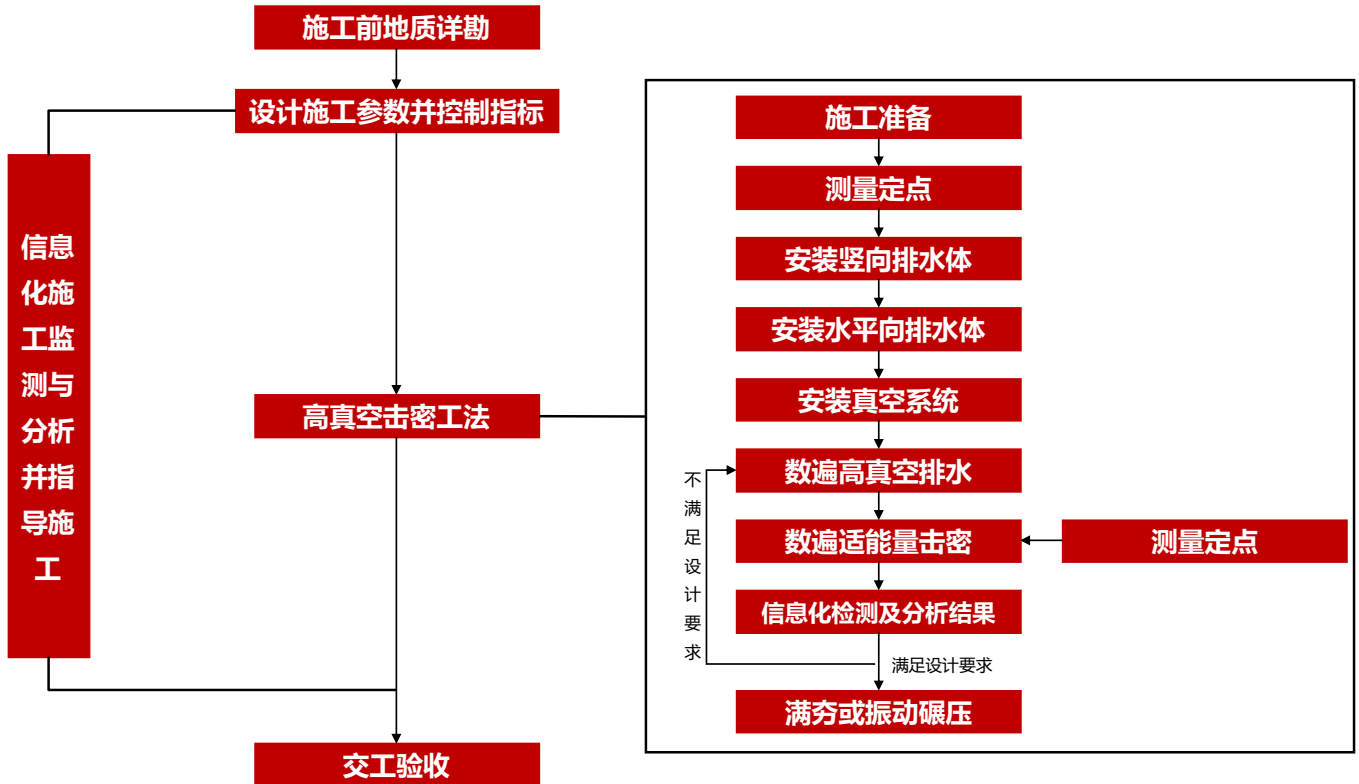 施工前地质详勘
设计施工参数并控制指标
信息
化施
工监
测与
分析
并指
导施
工
高真空击密工法
交工验收
施工准备
测量定点
安装竖向排水体
安装水平向排水体
安装真空系统
数遍高真空排水
数遍适能量击密
测量定点
信息化检测及分析结果
不
满
足
设
计
要
求
满足设计要求
满夯或振动碾压